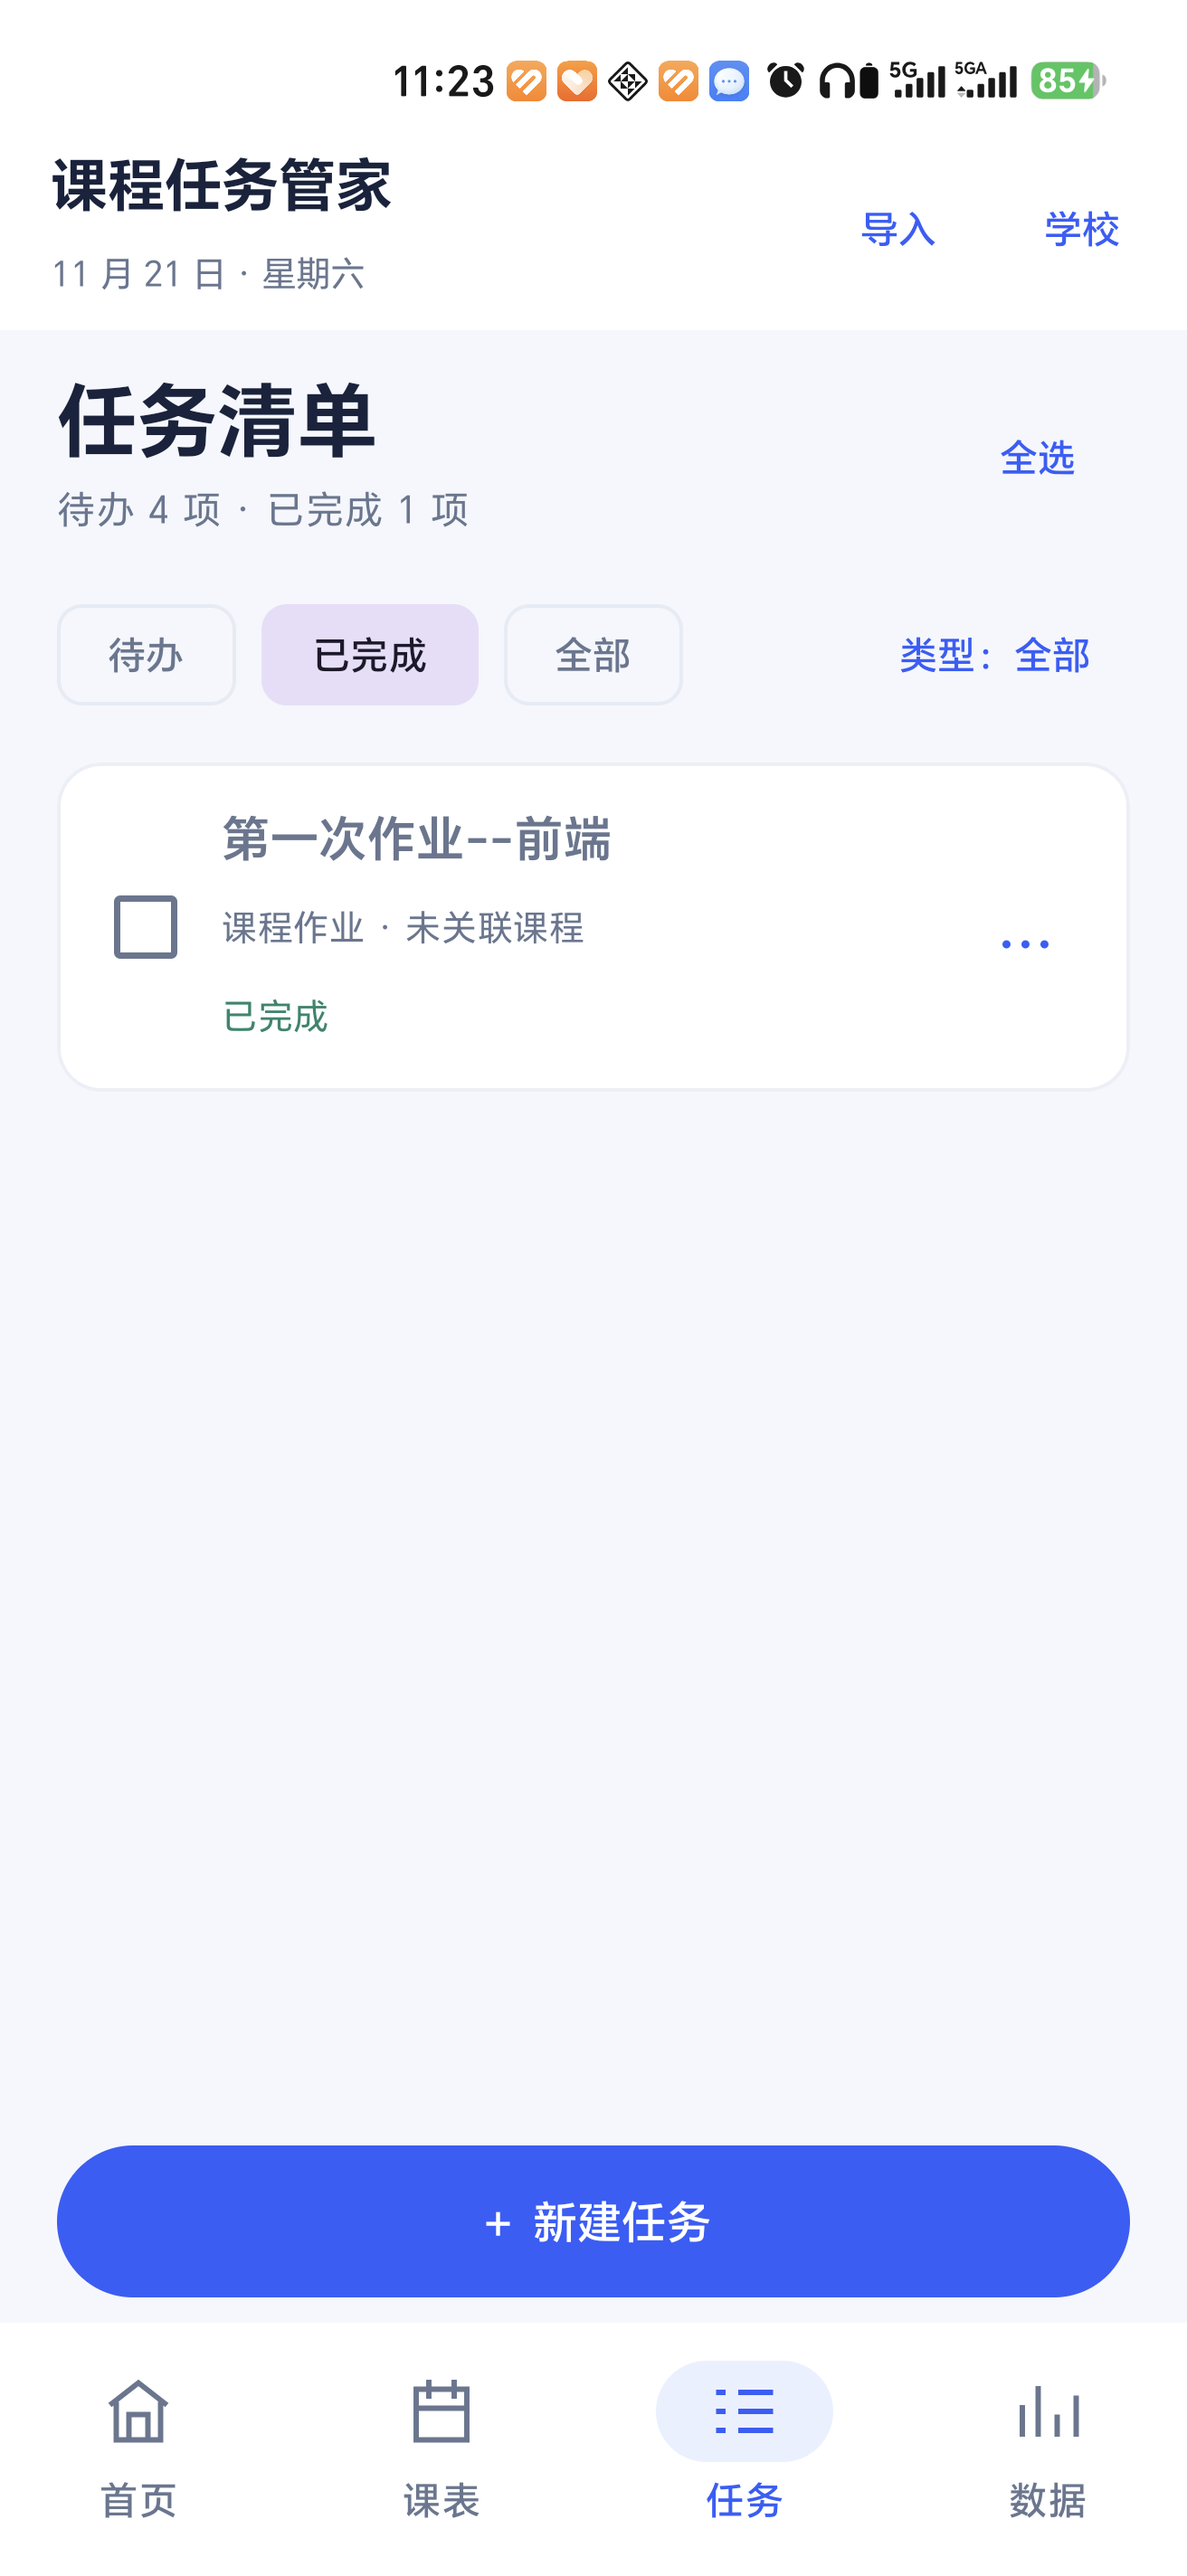 11:23 5G 5GA 85
课程任务管家
11 月 21 日 · 星期六
导入 学校
任务清单
全选
待办 4 项 · 已完成 1 项
待办 已完成 全部 类型：全部
第一次作业--前端
课程作业 · 未关联课程
...
已完成
+ 新建任务
首页 课表 任务 数据